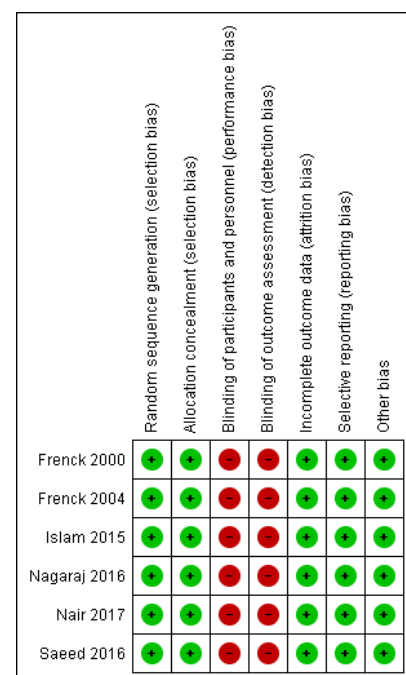 Random sequence generation (selection bias)
Allocation concealment (selection bias)
Blinding of participants and personnel (performance bias)
Blinding of outcome assessment (detection bias)
Incomplete outcome data (attrition bias)
Selective reporting (reporting bias)
Other bias
Frenck 2000 + + - - + + +
Frenck 2004 + + - - + + +
Islam 2015 + + - - + + +
Nagaraj 2016 + + - - + + +
Nair 2017 + + - - + + +
Saeed 2016 + + - - + + +